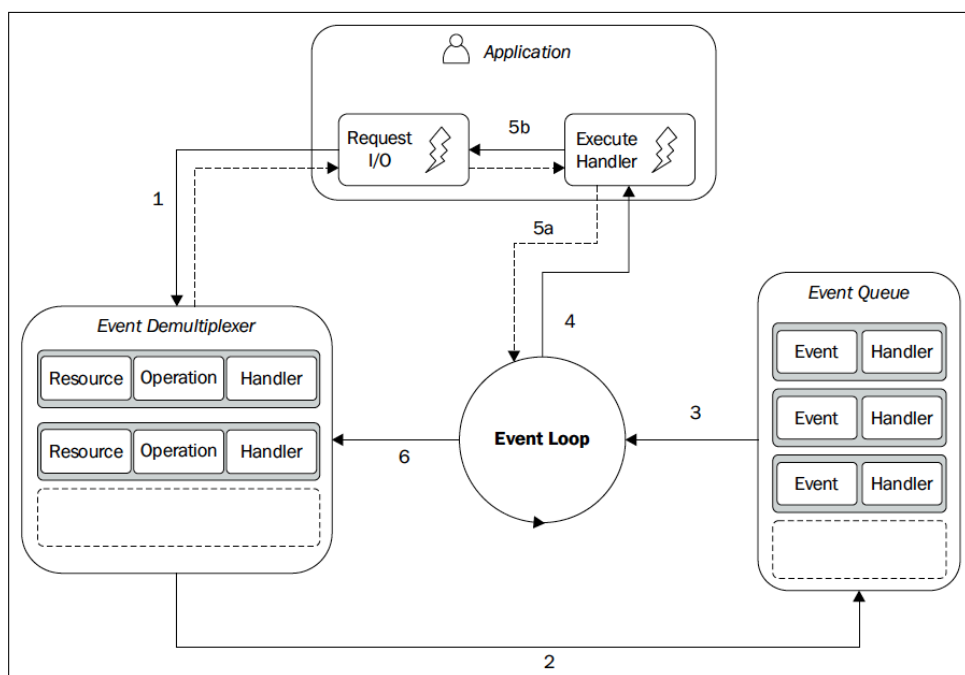 Application
Request
I/O
5b
Execute
Handler
1
5a
4
Event Demultiplexer
Resource Operation Handler
Resource Operation Handler
Event Loop
6
3
Event Queue
Event Handler
Event Handler
Event Handler
2